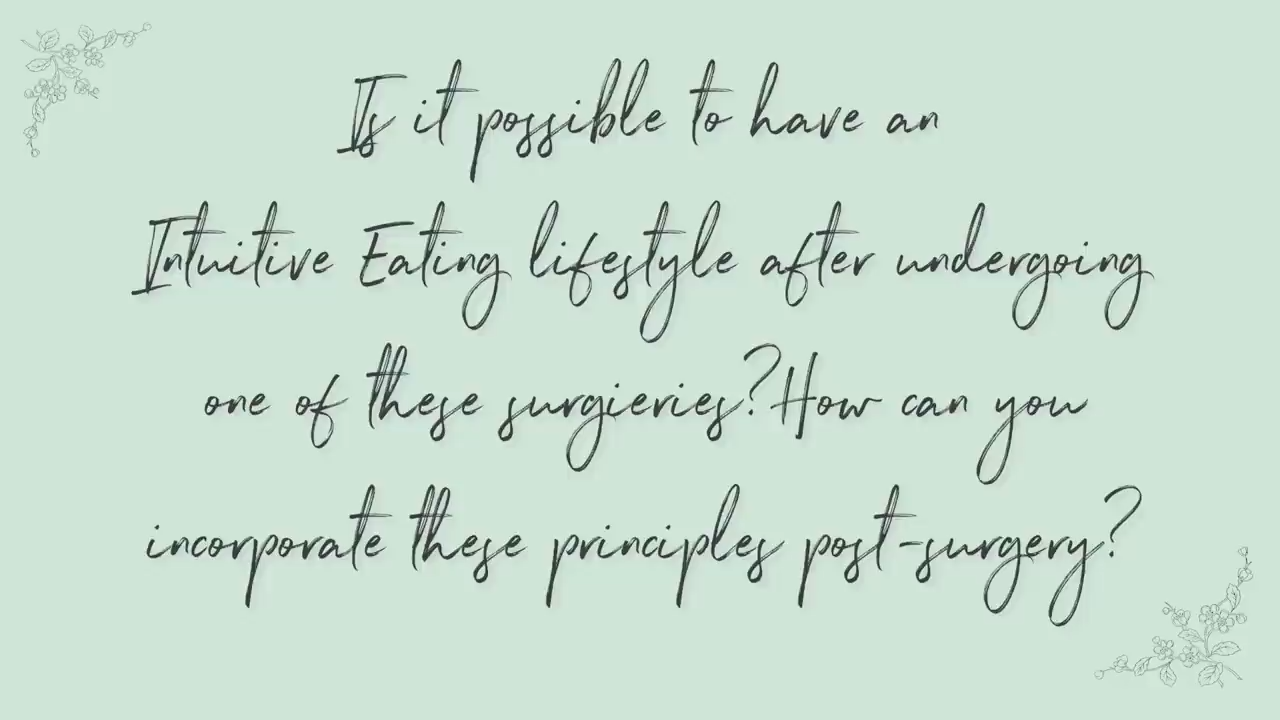 Is it possible to have an
Intuitive Eating lifestyle after undergoing
one of these surgieries? How can you
incorporate these principles post-surgery?